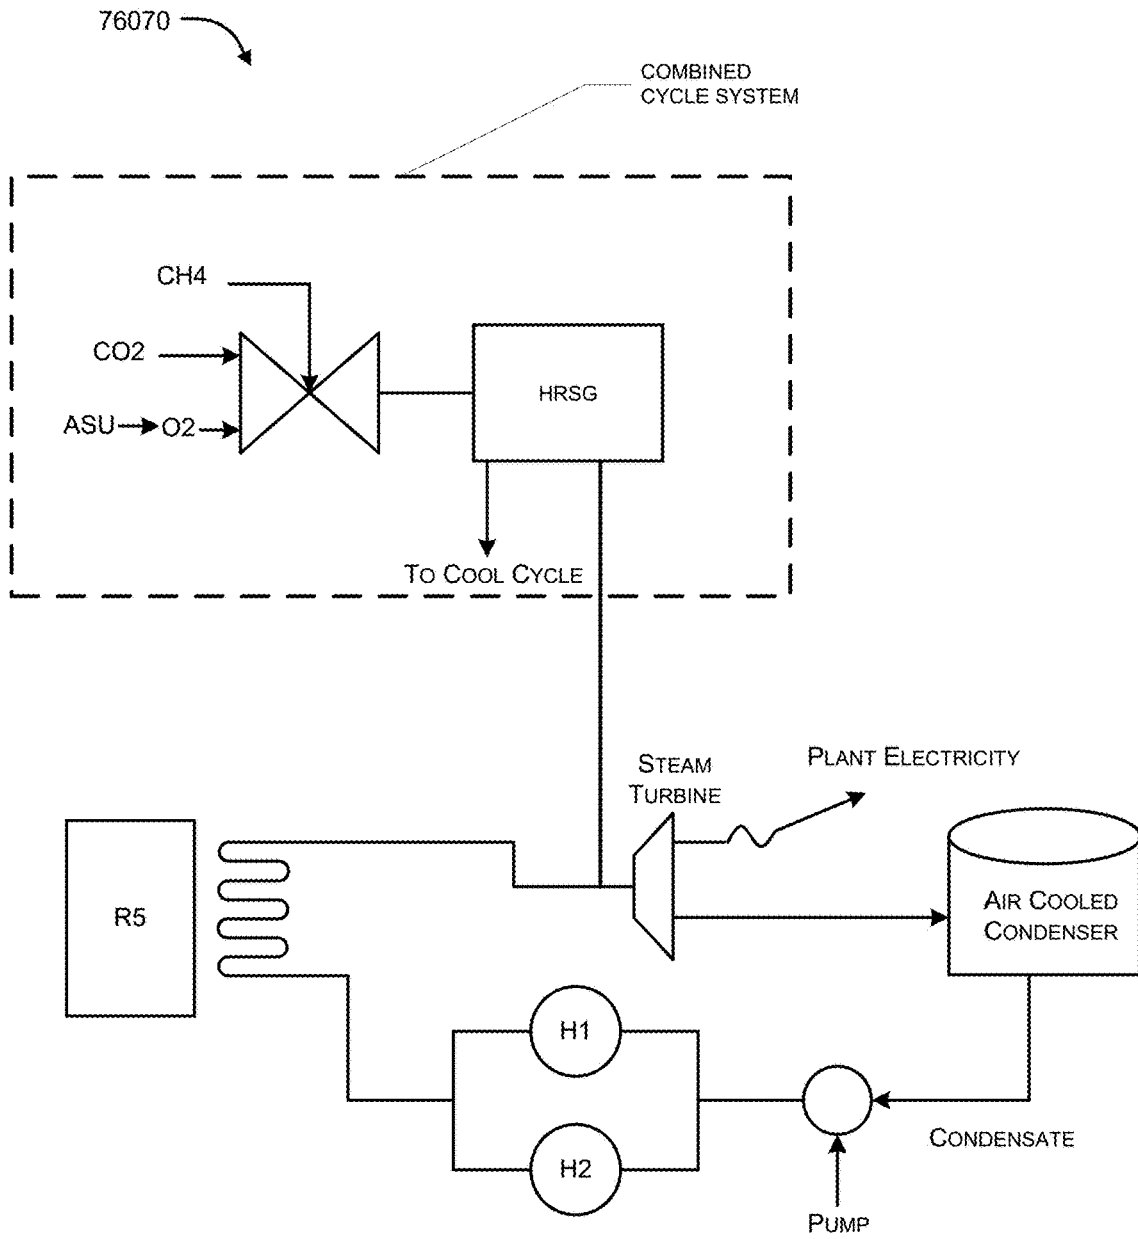 76070
COMBINED
CYCLE SYSTEM
CH4
CO2
ASU
O2
HRSG
TO COOL CYCLE
STEAM
TURBINE
PLANT ELECTRICITY
R5
AIR COOLED
CONDENSER
H1
H2
CONDENSATE
PUMP